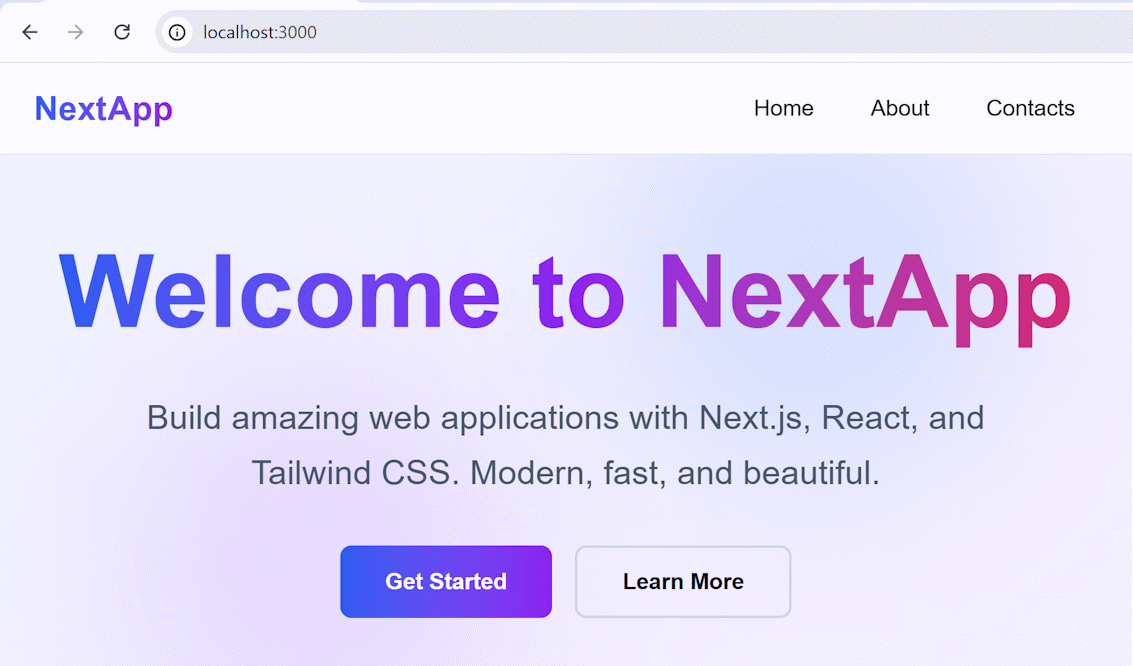 localhost:3000
NextApp
Home About Contacts
Welcome to NextApp
Build amazing web applications with Next.js, React, and
Tailwind CSS. Modern, fast, and beautiful.
Get Started Learn More